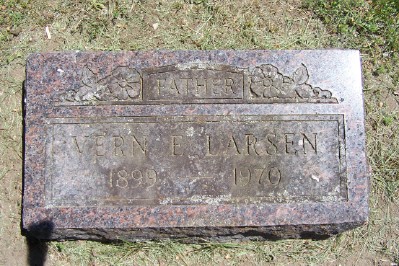 FATHER
VERN E. LARSEN
1899 1970